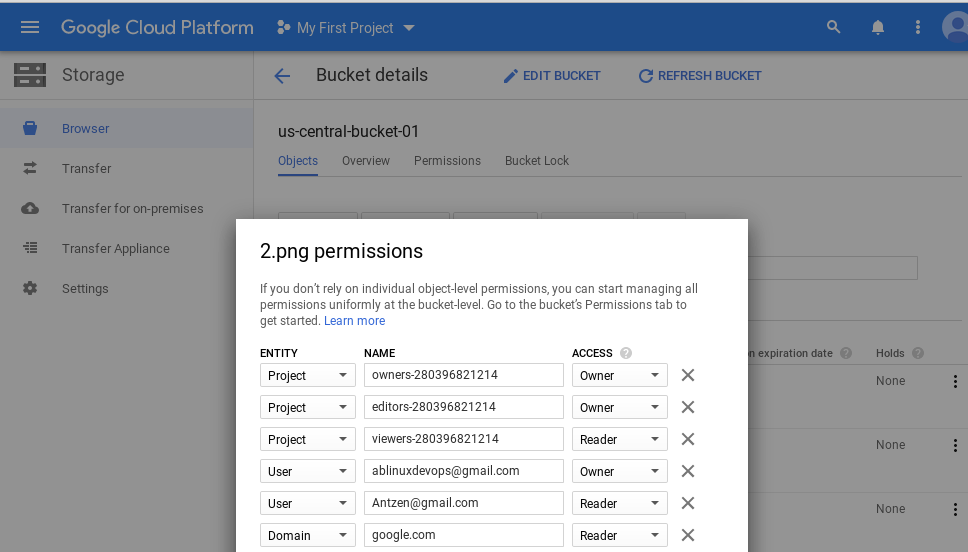 Google Cloud Platform My First Project
Storage
Bucket details EDIT BUCKET REFRESH BUCKET
Browser
Transfer
Transfer for on-premises
Transfer Appliance
Settings
us-central-bucket-01
Objects Overview Permissions Bucket Lock
expiration date Holds
None
None
None
2.png permissions
If you don't rely on individual object-level permissions, you can start managing all
permissions uniformly at the bucket-level. Go to the bucket's Permissions tab to
get started. Learn more
ENTITY NAME ACCESS
Project owners-280396821214 Owner
Project editors-280396821214 Owner
Project viewers-280396821214 Reader
User ablinuxdevops@gmail.com Owner
User Antzen@gmail.com Reader
Domain google.com Reader